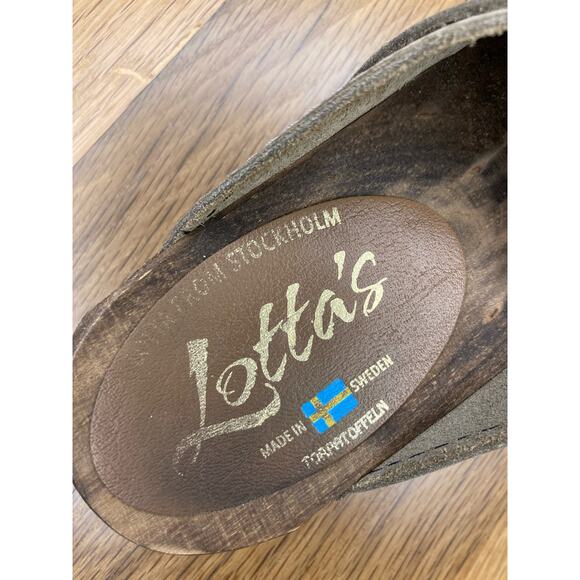 FROM STOCKHOLM
Lotta's
MADE IN SWEDEN
TORPATOFFELN